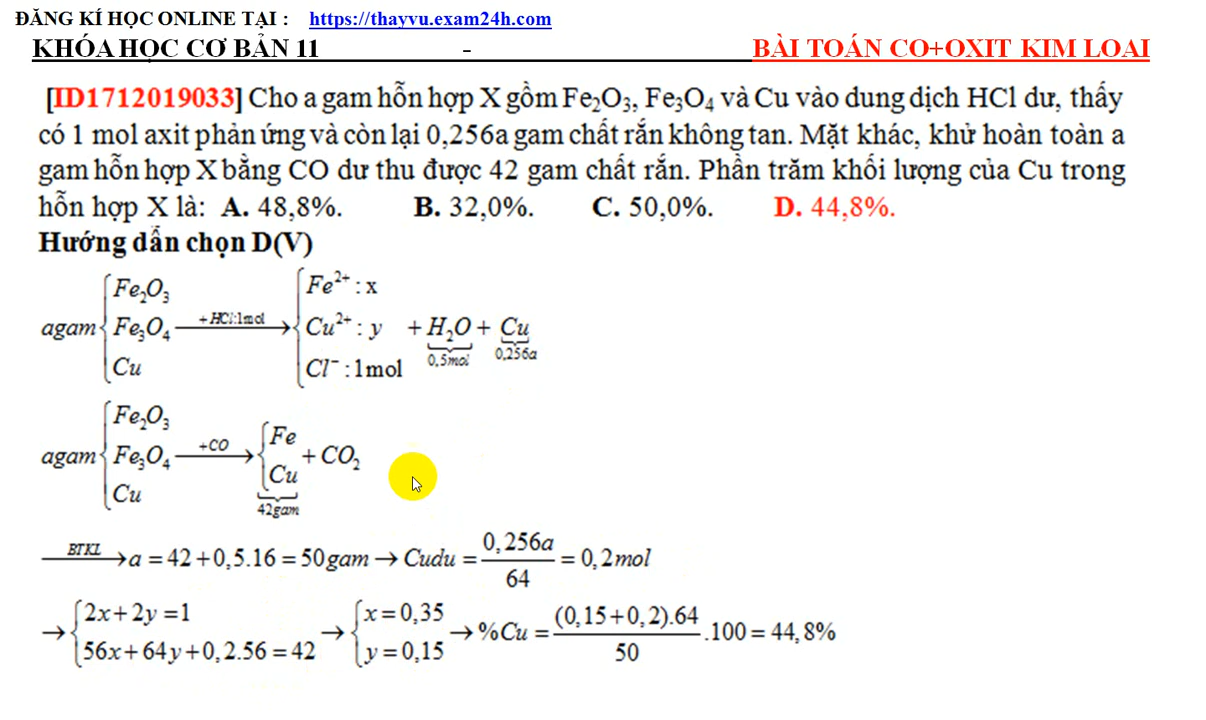 ĐĂNG KÍ HỌC ONLINE TẠI : https://thayvu.exam24h.com
KHÓA HỌC CƠ BẢN 11 - BÀI TOÁN CO+OXIT KIM LOAI
[ID1712019033] Cho a gam hỗn hợp X gồm Fe₂O₃, Fe₃O₄ và Cu vào dung dịch HCl dư, thấy
có 1 mol axit phản ứng và còn lại 0,256a gam chất rắn không tan. Mặt khác, khử hoàn toàn a
gam hỗn hợp X bằng CO dư thu được 42 gam chất rắn. Phần trăm khối lượng của Cu trong
hỗn hợp X là: A. 48,8%. B. 32,0%. C. 50,0%. D. 44,8%.
Hướng dẫn chọn D(V)
Fe₂O₃ Fe²⁺ : x
agam Fe₃O₄ +HCl:1mol Cu²⁺ : y + H₂O + Cu
0,5mol 0,256a
Cu Cl⁻ : 1mol
Fe₂O₃
agam Fe₃O₄ +CO Fe + CO₂
Cu Cu
42gam
BTKL → a = 42 + 0,5.16 = 50gam → Cudu = 0,256a / 64 = 0,2mol
→ { 2x + 2y = 1 → { x = 0,35 → %Cu = (0,15 + 0,2).64 / 50 .100 = 44,8%
56x + 64y + 0,2.56 = 42 y = 0,15